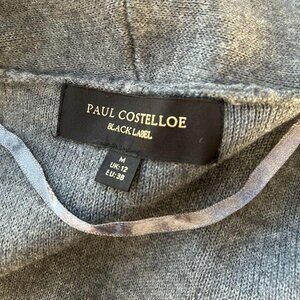 PAUL COSTELLOE
BLACK LABEL
M
UK:12
EU:38